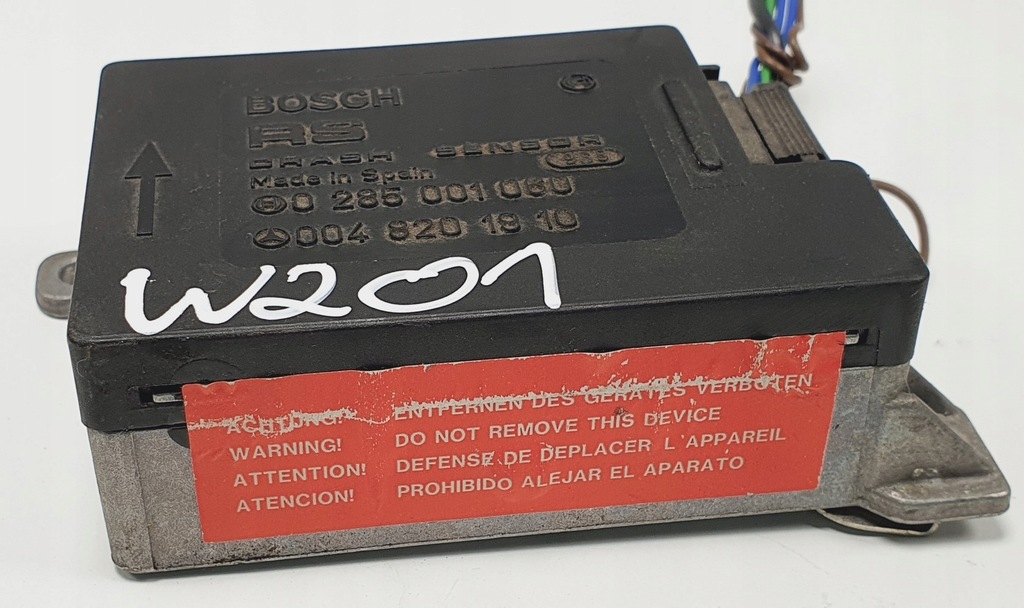 BOSCH
RS
CRASH SENSOR
Made in Spain
0 285 001 060
004 820 18 10
W201
ACHTUNG! ENTFERNEN DES GERÄTES VERBOTEN
WARNING! DO NOT REMOVE THIS DEVICE
ATTENTION! DEFENSE DE DEPLACER L'APPAREIL
ATENCION! PROHIBIDO ALEJAR EL APARATO